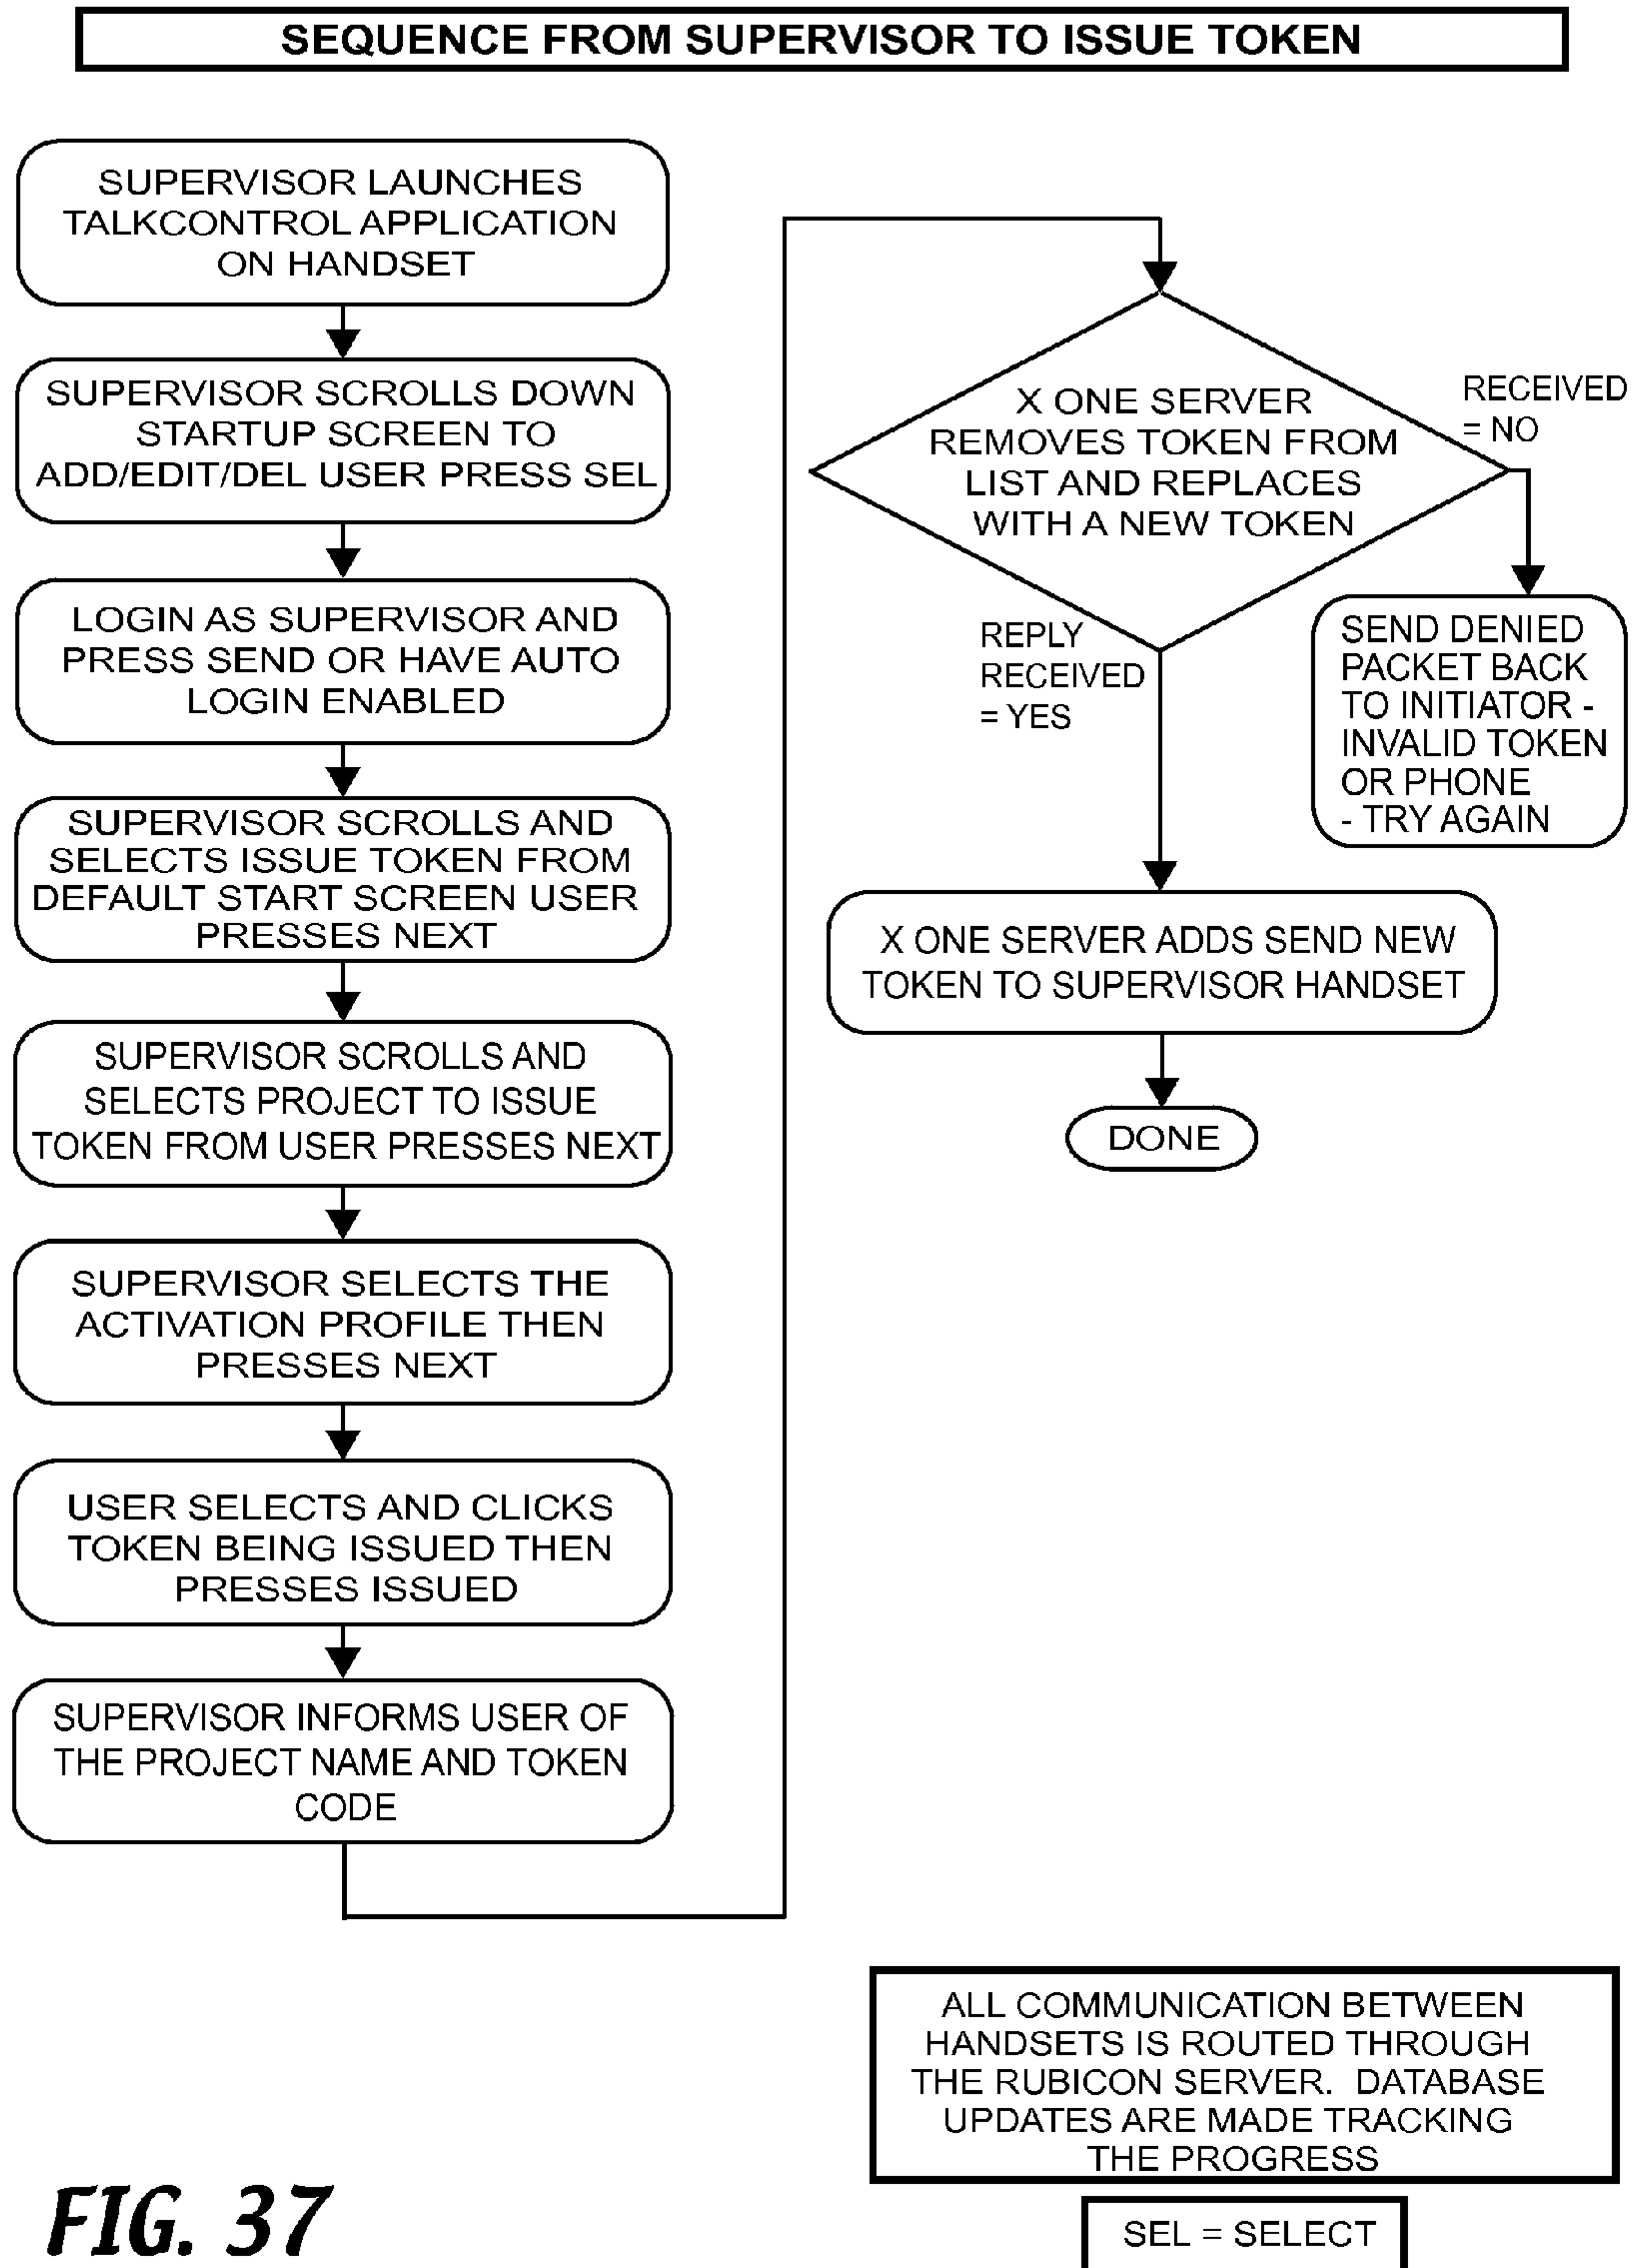 SEQUENCE FROM SUPERVISOR TO ISSUE TOKEN
SUPERVISOR LAUNCHES
TALKCONTROL APPLICATION
ON HANDSET
SUPERVISOR SCROLLS DOWN
STARTUP SCREEN TO
ADD/EDIT/DEL USER PRESS SEL
LOGIN AS SUPERVISOR AND
PRESS SEND OR HAVE AUTO
LOGIN ENABLED
SUPERVISOR SCROLLS AND
SELECTS ISSUE TOKEN FROM
DEFAULT START SCREEN USER
PRESSES NEXT
SUPERVISOR SCROLLS AND
SELECTS PROJECT TO ISSUE
TOKEN FROM USER PRESSES NEXT
SUPERVISOR SELECTS THE
ACTIVATION PROFILE THEN
PRESSES NEXT
USER SELECTS AND CLICKS
TOKEN BEING ISSUED THEN
PRESSES ISSUED
SUPERVISOR INFORMS USER OF
THE PROJECT NAME AND TOKEN
CODE
X ONE SERVER
REMOVES TOKEN FROM
LIST AND REPLACES
WITH A NEW TOKEN
RECEIVED
= NO
SEND DENIED
PACKET BACK
TO INITIATOR -
INVALID TOKEN
OR PHONE
- TRY AGAIN
REPLY
RECEIVED
= YES
X ONE SERVER ADDS SEND NEW
TOKEN TO SUPERVISOR HANDSET
DONE
ALL COMMUNICATION BETWEEN
HANDSETS IS ROUTED THROUGH
THE RUBICON SERVER. DATABASE
UPDATES ARE MADE TRACKING
THE PROGRESS
SEL = SELECT
FIG. 37